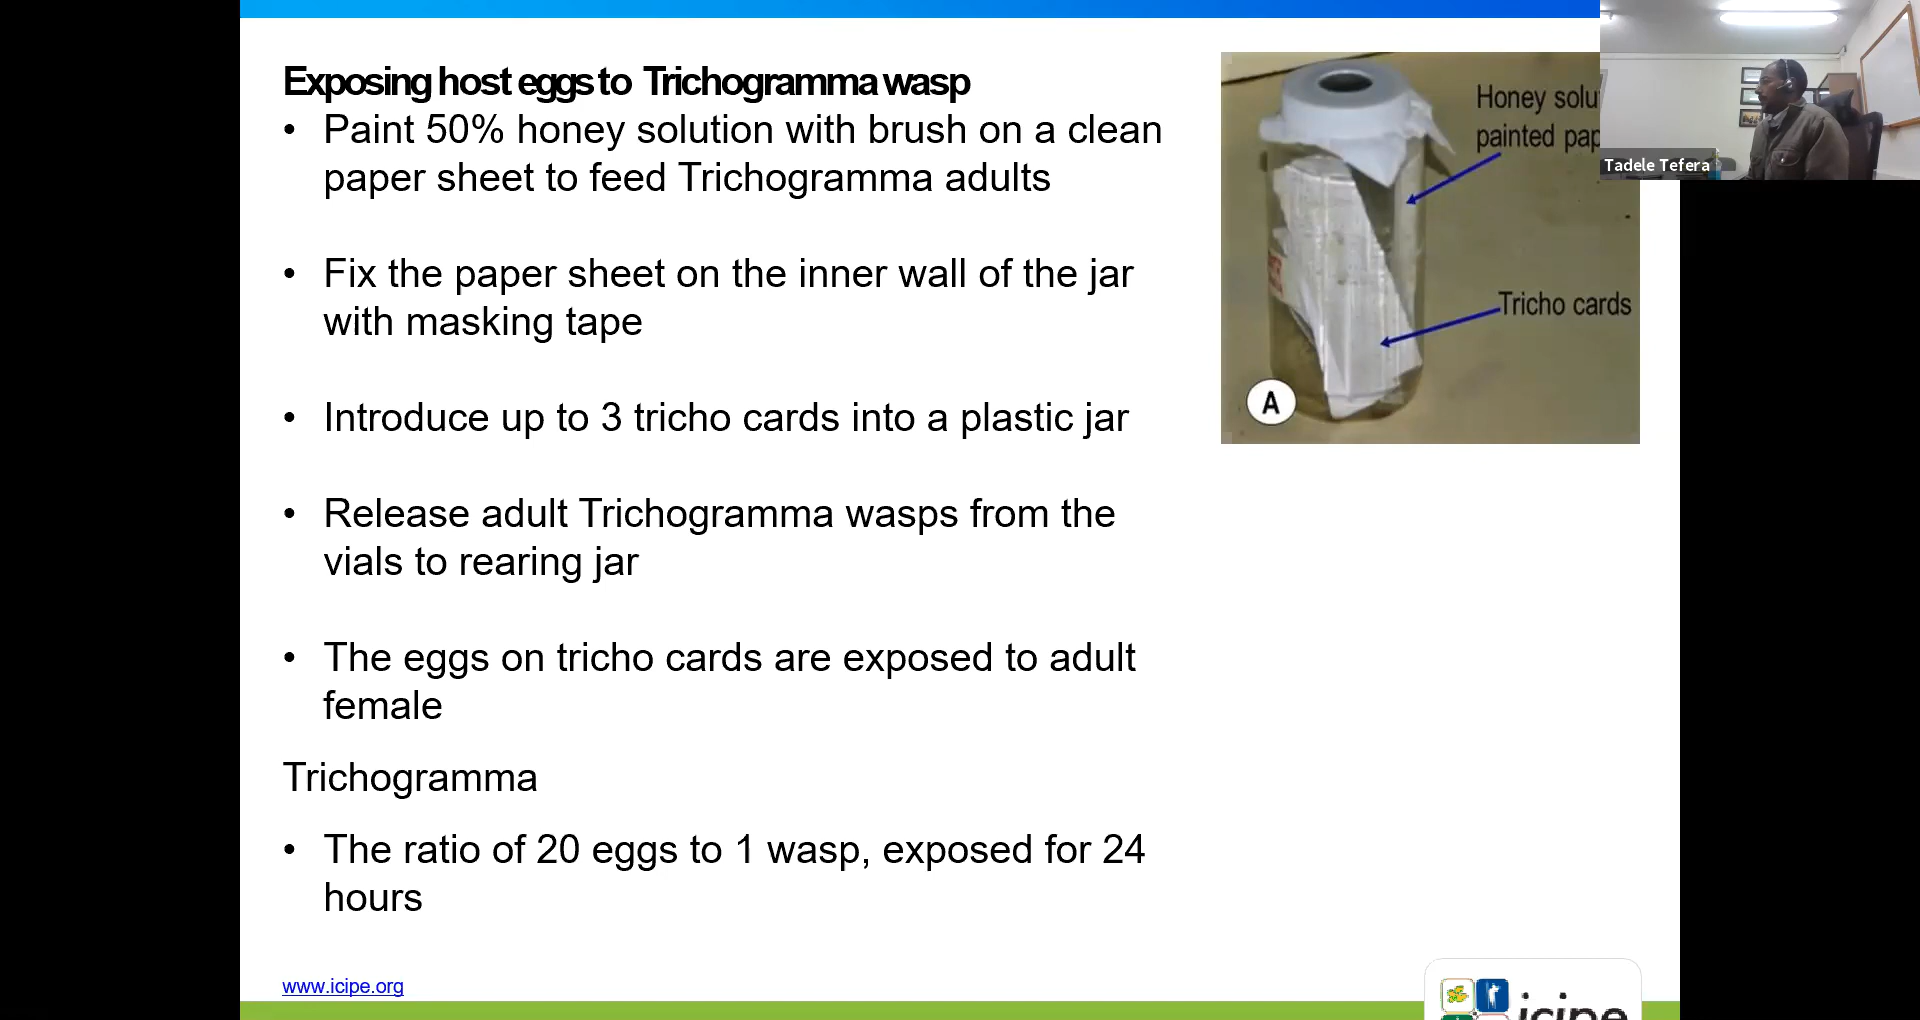 Exposing host eggs to Trichogramma wasp
• Paint 50% honey solution with brush on a clean
paper sheet to feed Trichogramma adults
• Fix the paper sheet on the inner wall of the jar
with masking tape
• Introduce up to 3 tricho cards into a plastic jar
• Release adult Trichogramma wasps from the
vials to rearing jar
• The eggs on tricho cards are exposed to adult
female
Trichogramma
• The ratio of 20 eggs to 1 wasp, exposed for 24
hours
Honey solu
painted pap
Tricho cards
A
Tadele Tefera
www.icipe.org
icipe